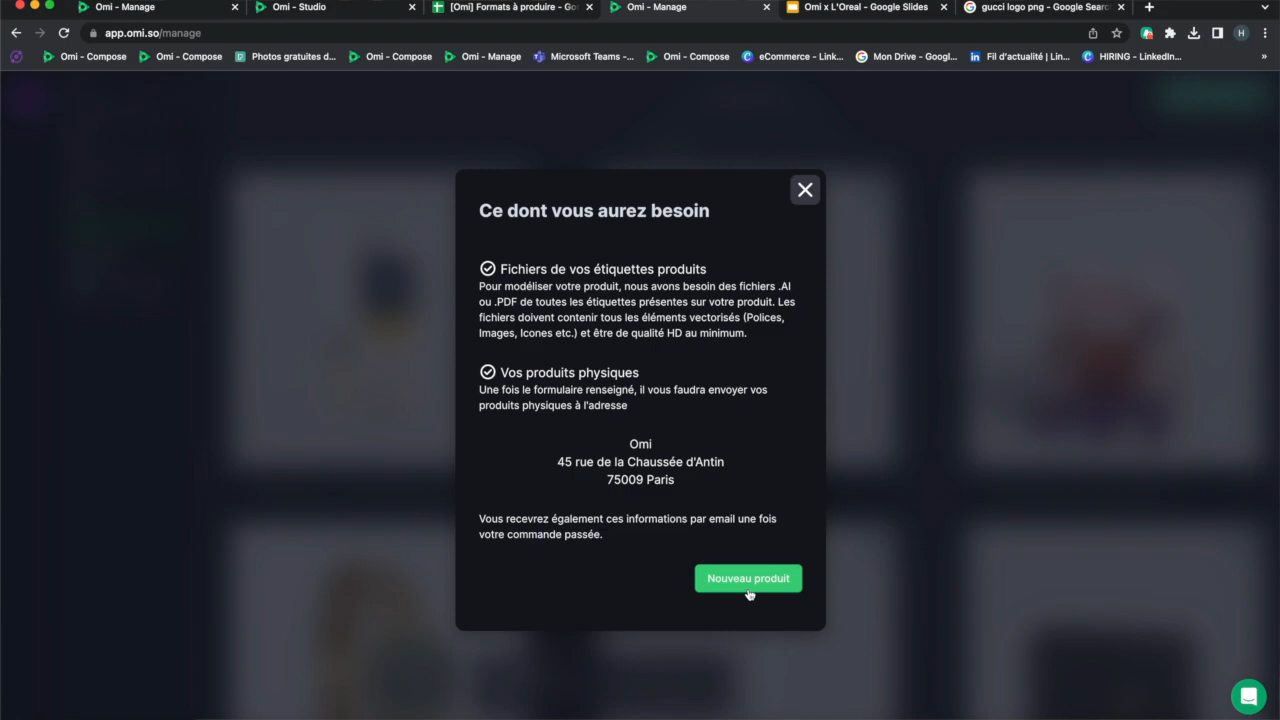 Omi - Manage
Omi - Studio
[Omi] Formats à produire - Go
Omi - Manage
Omi x L'Oreal - Google Slides
gucci logo png - Google Searc
app.omi.so/manage
H
Omi - Compose
Omi - Compose
Photos gratuites d...
Omi - Compose
Omi - Manage
Microsoft Teams -...
Omi - Compose
eCommerce - Link...
Mon Drive - Googl...
Fil d'actualité | Lin...
HIRING - LinkedIn...
»
Ce dont vous aurez besoin
Fichiers de vos étiquettes produits
Pour modéliser votre produit, nous avons besoin des fichiers .AI
ou .PDF de toutes les étiquettes présentes sur votre produit. Les
fichiers doivent contenir tous les éléments vectorisés (Polices,
Images, Icones etc.) et être de qualité HD au minimum.
Vos produits physiques
Une fois le formulaire renseigné, il vous faudra envoyer vos
produits physiques à l'adresse
Omi
45 rue de la Chaussée d'Antin
75009 Paris
Vous recevrez également ces informations par email une fois
votre commande passée.
Nouveau produit